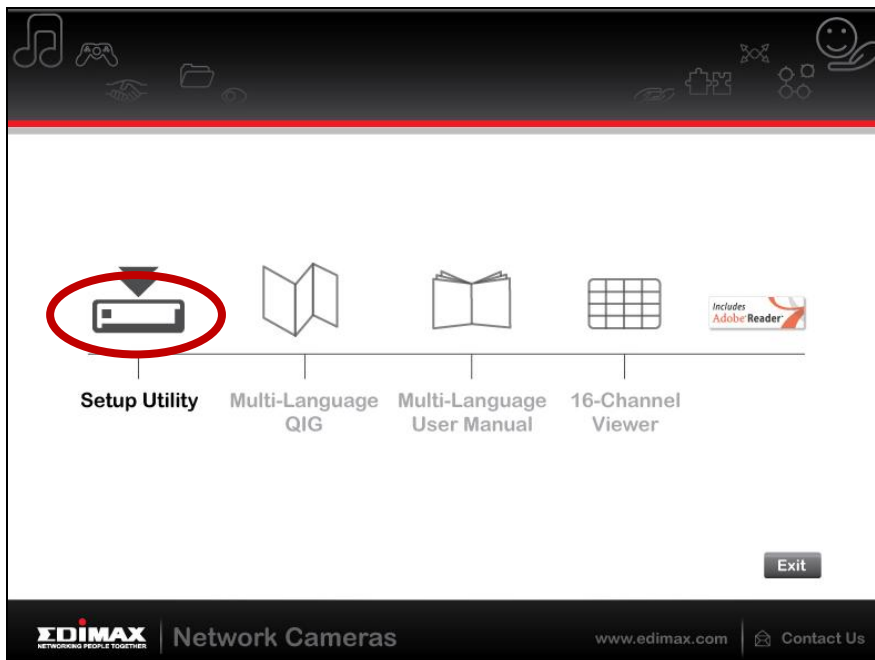 Includes
Adobe® Reader®
Setup Utility
Multi-Language
QIG
Multi-Language
User Manual
16-Channel
Viewer
Exit
EDIMAX
NETWORKING PEOPLE TOGETHER
Network Cameras
www.edimax.com
Contact Us